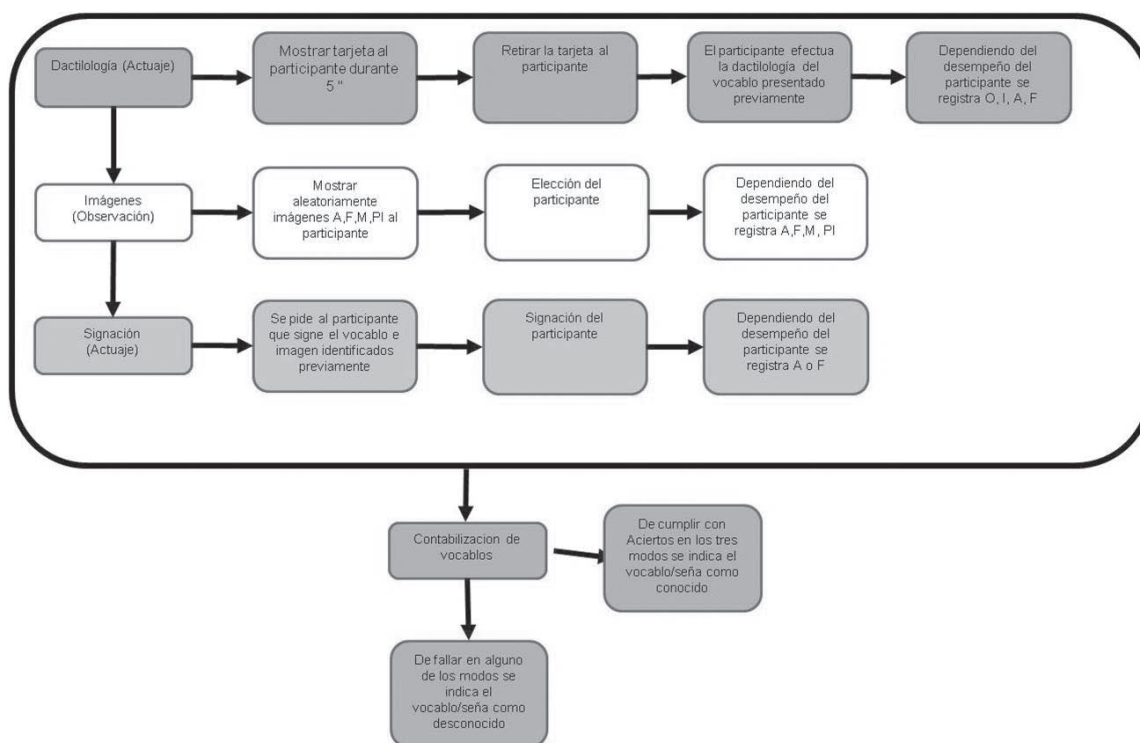 Dactilología (Actuaje)
Mostrar tarjeta al
participante durante
5 "
Retirar la tarjeta al
participante
El participante efectua
la dactilología del
vocablo presentado
previamente
Dependiendo del
desempeño del
participante se
registra O, I, A, F
Imágenes
(Observación)
Mostrar
aleatoriamente
imágenes A,F,M,PI al
participante
Elección del
participante
Dependiendo del
desempeño del
participante se
registra A,F,M, PI
Signación
(Actuaje)
Se pide al participante
que signe el vocablo e
imagen identificados
previamente
Signación del
participante
Dependiendo del
desempeño del
participante se
registra A o F
Contabilizacion de
vocablos
De cumplir con
Aciertos en los tres
modos se indica el
vocablo/seña como
conocido
De fallar en alguno
de los modos se
indica el
vocablo/seña como
desconocido